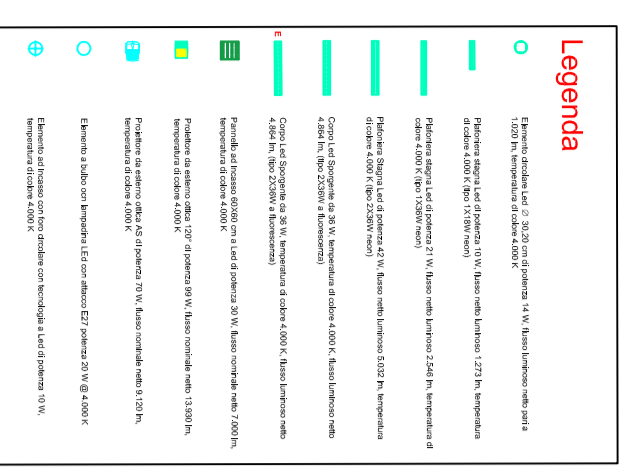 Legenda
Elemento circolare Led ∅ 30,20 cm di potenza 14 W, flusso luminoso netto pari a
1.020 lm, temperatura di colore 4.000 K
Plafoniera stagna Led di potenza 10 W, flusso netto luminoso 1.273 lm, temperatura
di colore 4.000 K (tipo 1X18W neon)
Plafoniera stagna Led di potenza 21 W, flusso netto luminoso 2.546 lm, temperatura di
colore 4.000 K (tipo 1X36W neon)
Plafoniera Stagna Led di potenza 42 W, flusso netto luminoso 5.032 lm, temperatura
di colore 4.000 K (tipo 2X36W neon)
Corpo Led Sporgente da 36 W, temperatura di colore 4.000 K, flusso luminoso netto
4.864 lm, (tipo 2X36W a fluorescenza)
E
Corpo Led Sporgente da 36 W, temperatura di colore 4.000 K, flusso luminoso netto
4.864 lm, (tipo 2X36W a fluorescenza)
Pannello ad Incasso 60X60 cm a Led di potenza 30 W, flusso nominale netto 7.000 lm,
temperatura di colore 4.000 K
Proiettore da esterno ottica 120° di potenza 99 W, flusso nominale netto 13.930 lm,
temperatura di colore 4.000 K
Proiettore da esterno ottica AS di potenza 70 W, flusso nominale netto 9.120 lm,
temperatura di colore 4.000 K
Elemento a bulbo con lampadina LEd con attacco E27 potenza 20 W @ 4.000 K
Elemento ad Incasso con foro circolare con tecnologia a Led di potenza 10 W,
temperatura di colore 4.000 K